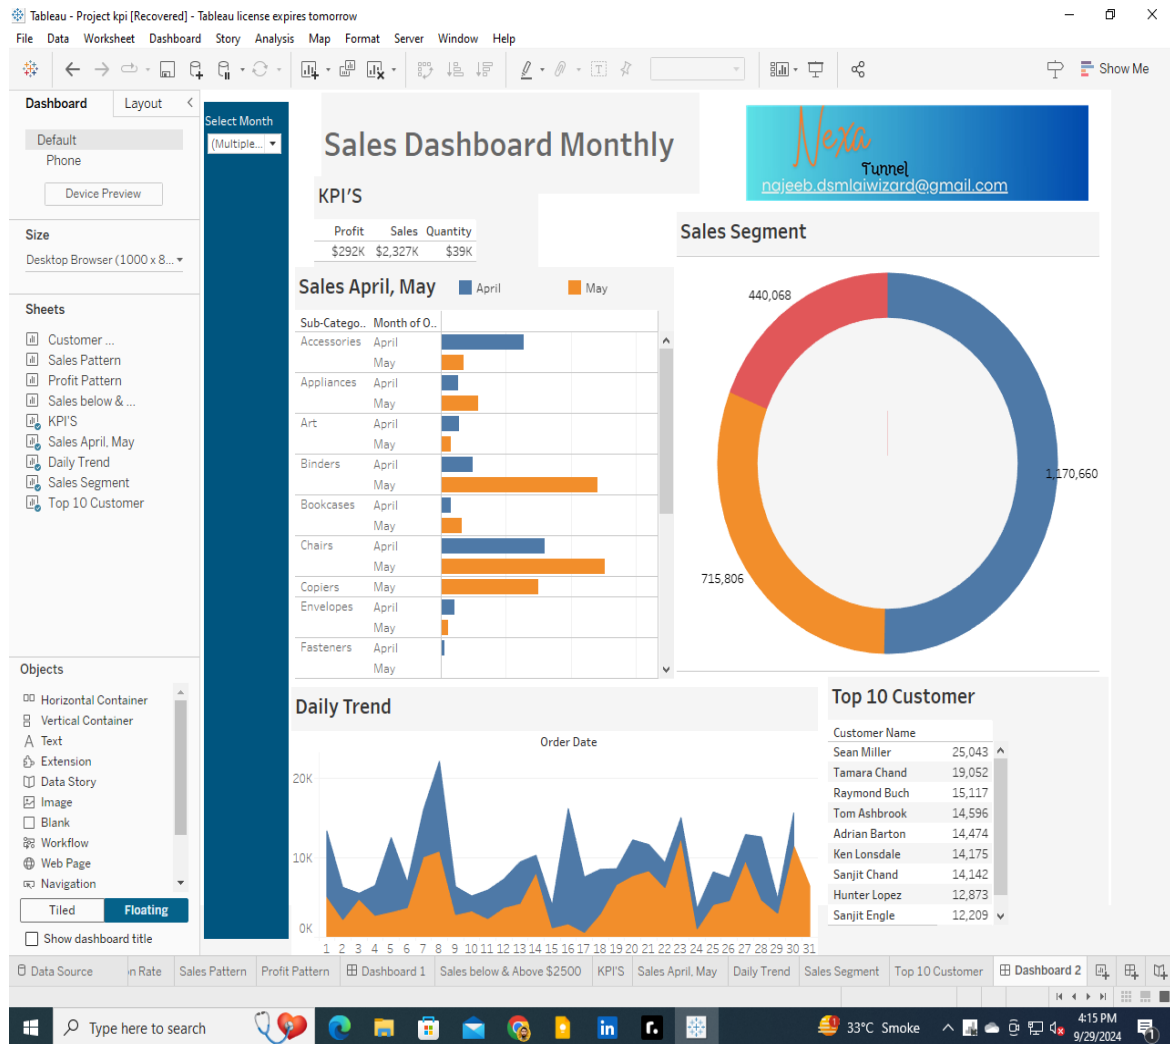 Tableau - Project kpi [Recovered] - Tableau license expires tomorrow
File Data Worksheet Dashboard Story Analysis Map Format Server Window Help
Show Me
Dashboard Layout
Default
Phone
Device Preview
Size
Desktop Browser (1000 x 8...
Sheets
Customer ...
Sales Pattern
Profit Pattern
Sales below & ...
KPI'S
Sales April, May
Daily Trend
Sales Segment
Top 10 Customer
Objects
Horizontal Container
Vertical Container
Text
Extension
Data Story
Image
Blank
Workflow
Web Page
Navigation
Tiled Floating
Show dashboard title
Select Month
(Multiple...
Sales Dashboard Monthly
Nexa
Tunnel
najeeb.dsmlaiwizard@gmail.com
KPI'S
Profit Sales Quantity
$292K $2,327K $39K
Sales April, May April May
Sub-Catego.. Month of O..
Accessories April
May
Appliances April
May
Art April
May
Binders April
May
Bookcases April
May
Chairs April
May
Copiers May
Envelopes April
May
Fasteners April
May
Sales Segment
440,068
1,170,660
715,806
Daily Trend
Order Date
20K
10K
0K
1 2 3 4 5 6 7 8 9 10 11 12 13 14 15 16 17 18 19 20 21 22 23 24 25 26 27 28 29 30 31
Top 10 Customer
Customer Name
Sean Miller 25,043
Tamara Chand 19,052
Raymond Buch 15,117
Tom Ashbrook 14,596
Adrian Barton 14,474
Ken Lonsdale 14,175
Sanjit Chand 14,142
Hunter Lopez 12,873
Sanjit Engle 12,209
Data Source n Rate Sales Pattern Profit Pattern Dashboard 1 Sales below & Above $2500 KPI'S Sales April, May Daily Trend Sales Segment Top 10 Customer Dashboard 2
Type here to search
33°C Smoke
4:15 PM
9/29/2024